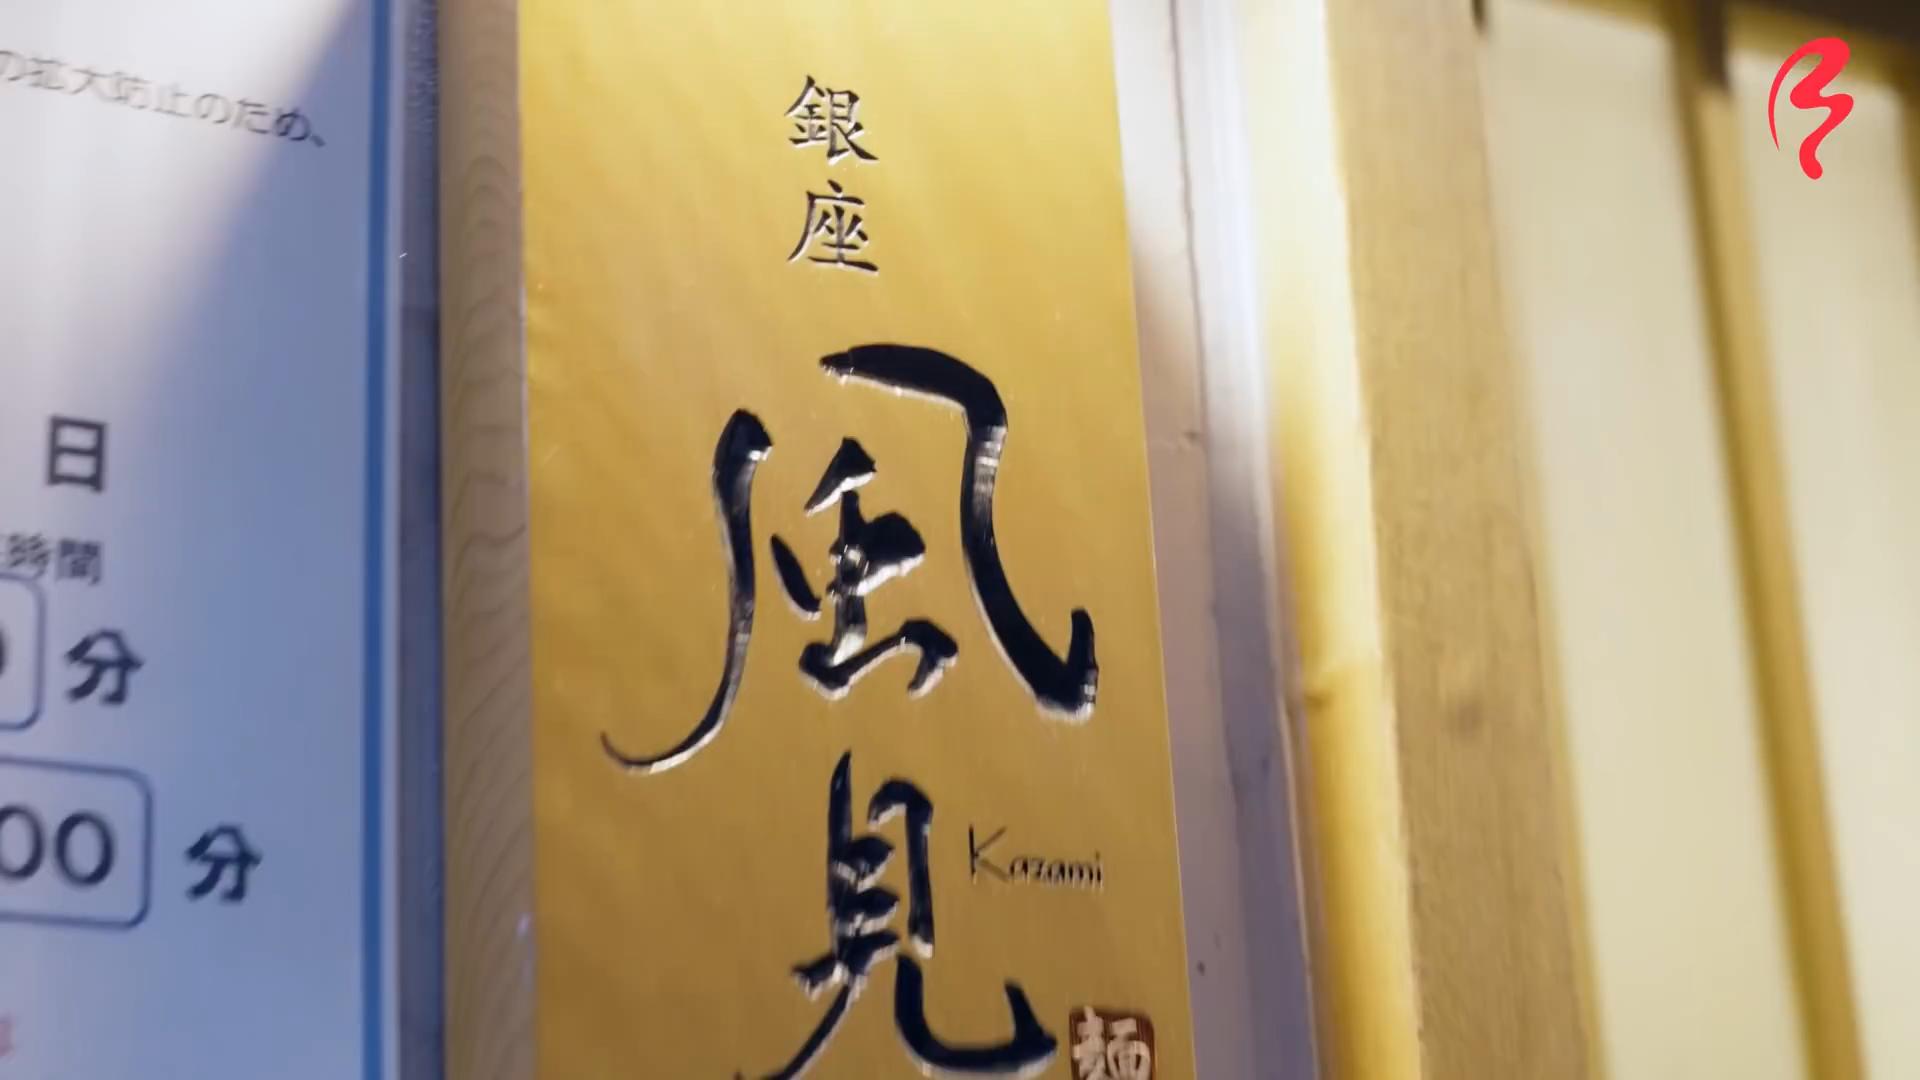 の拡大防止のため、
日
時間
分
00 分
銀座
風見
Kazami
麺